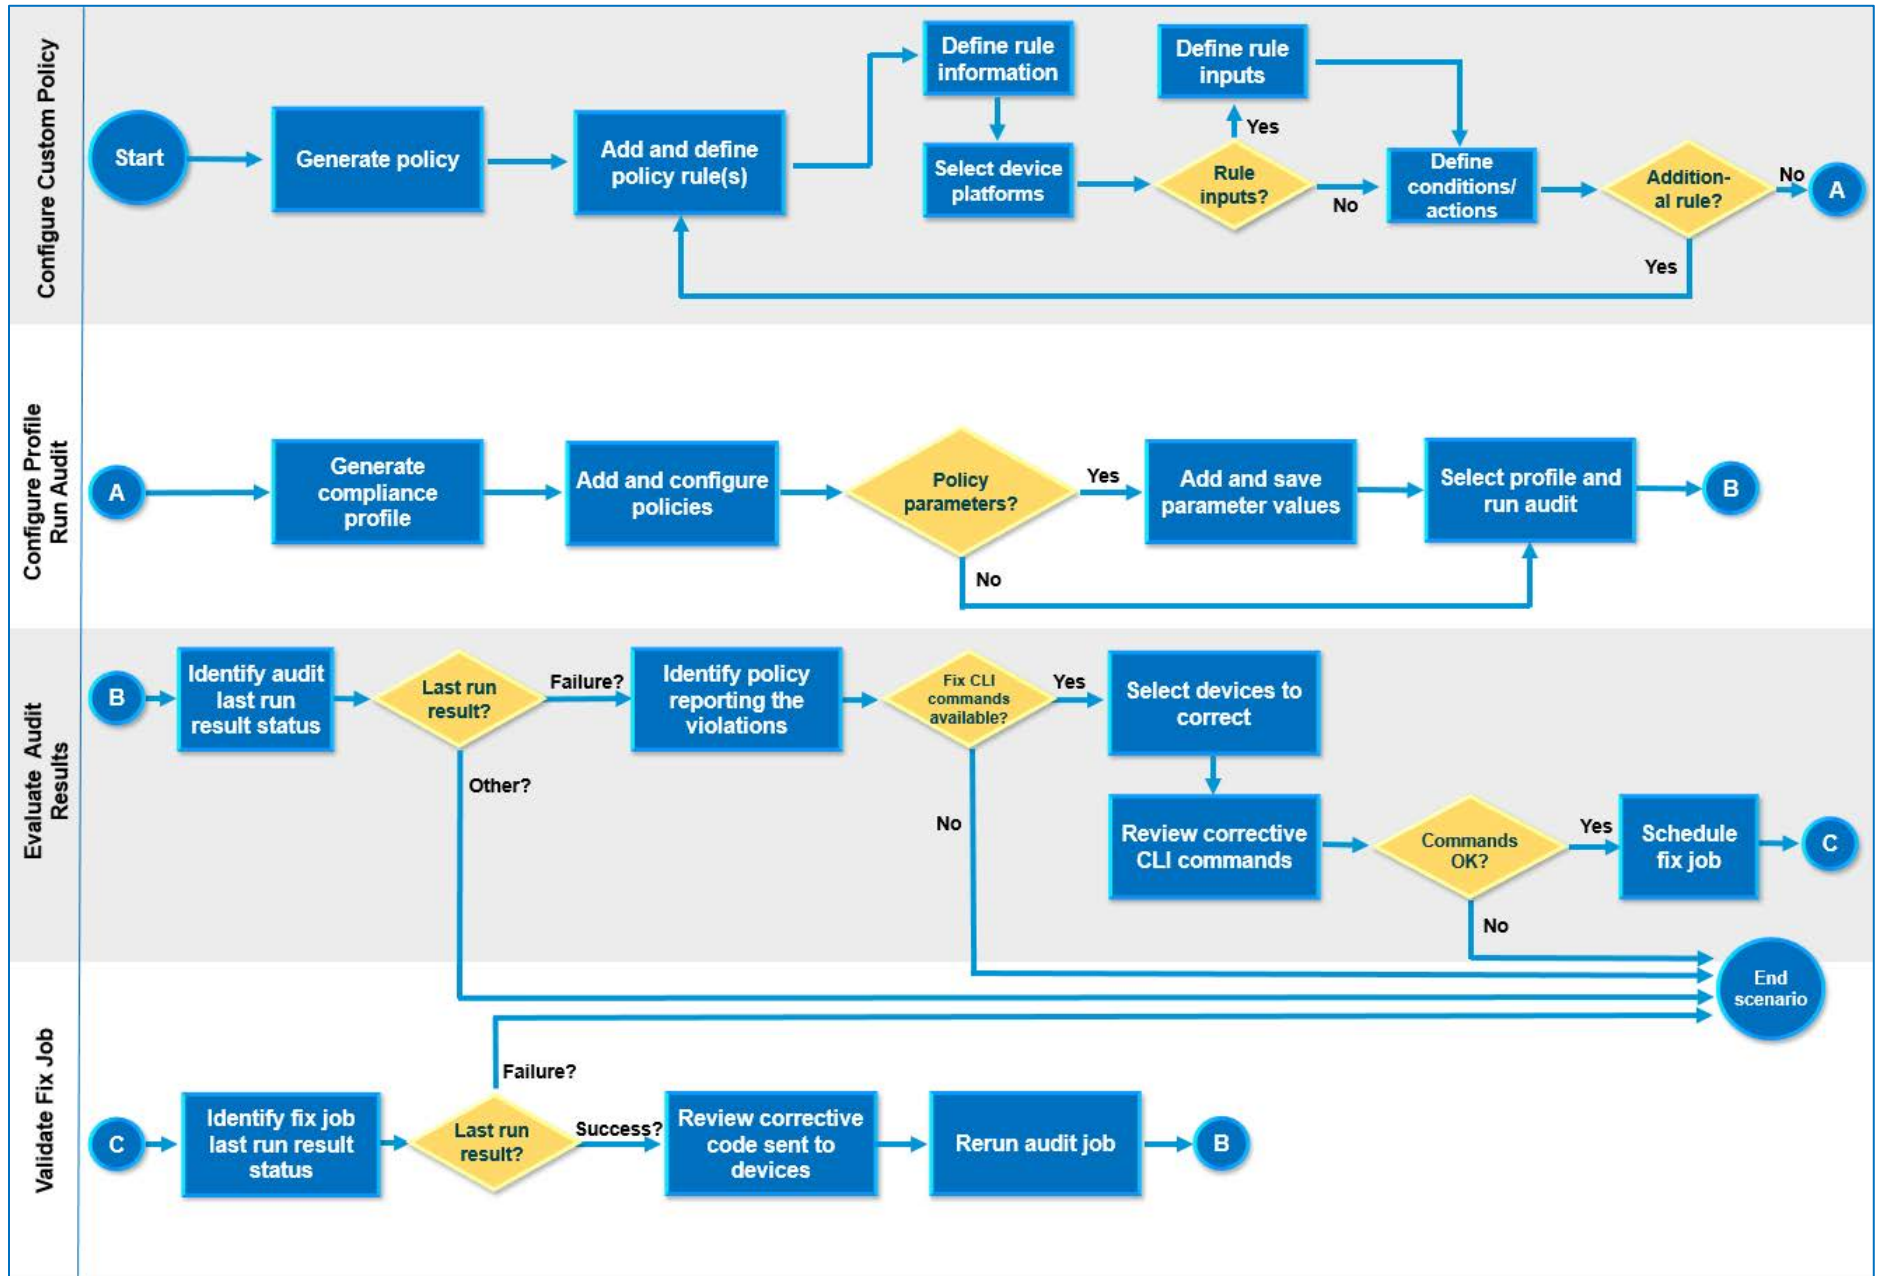 Configure Custom Policy
Start
Generate policy
Add and define
policy rule(s)
Define rule
information
Select device
platforms
Rule
inputs?
Yes
Define rule
inputs
No
Define
conditions/
actions
Addition-
al rule?
No
A
Yes
Configure Profile
Run Audit
A
Generate
compliance
profile
Add and configure
policies
Policy
parameters?
Yes
Add and save
parameter values
Select profile and
run audit
B
No
Evaluate Audit
Results
B
Identify audit
last run
result status
Last run
result?
Failure?
Identify policy
reporting the
violations
Fix CLI
commands
available?
Yes
Select devices to
correct
Other?
No
Review corrective
CLI commands
Commands
OK?
Yes
Schedule
fix job
C
No
End
scenario
Validate Fix Job
C
Identify fix job
last run result
status
Last run
result?
Failure?
Success?
Review corrective
code sent to
devices
Rerun audit job
B